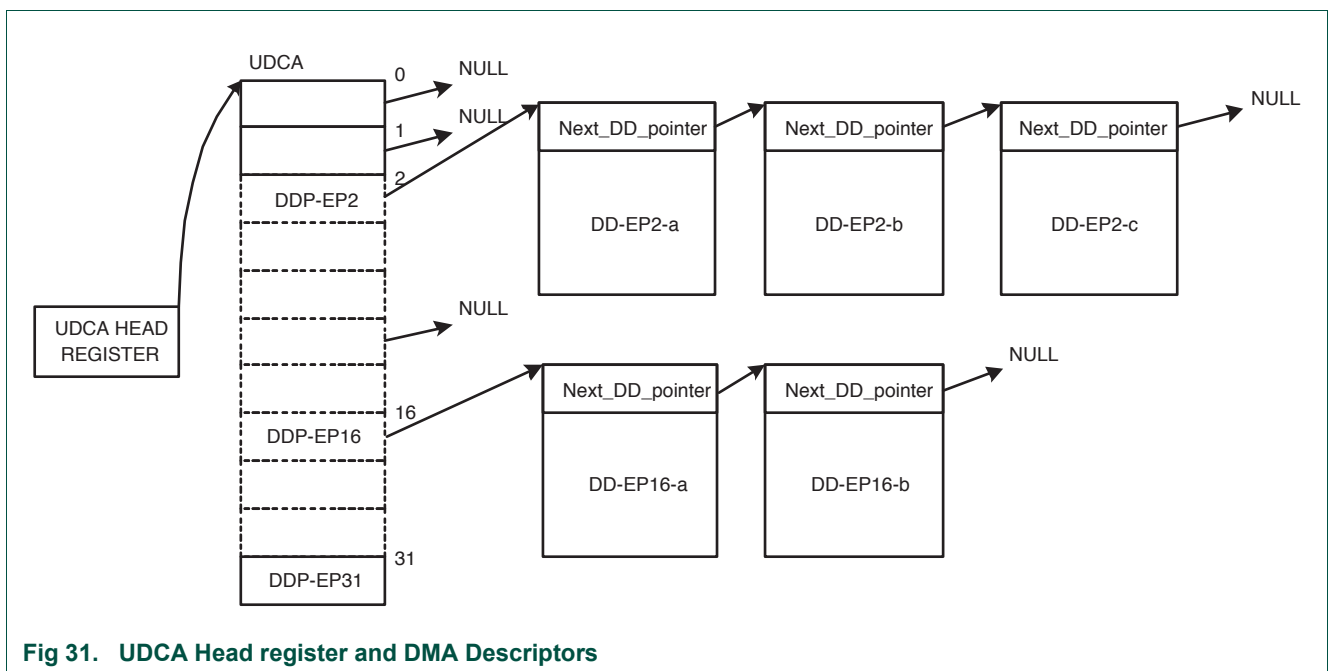 UDCA
0
NULL
1
NULL
2
DDP-EP2
Next_DD_pointer
Next_DD_pointer
Next_DD_pointer
NULL
DD-EP2-a
DD-EP2-b
DD-EP2-c
UDCA HEAD
REGISTER
NULL
16
DDP-EP16
Next_DD_pointer
Next_DD_pointer
NULL
DD-EP16-a
DD-EP16-b
31
DDP-EP31
Fig 31. UDCA Head register and DMA Descriptors